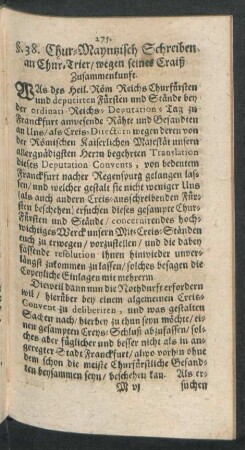 275.
§. 38. Chur-Mayntzisch Schreiben
an Chur-Trier/ wegen seines Craiß
Zusammenkunft.
WAs des Heil. Röm Reichs Churfürsten
und deputirten Fürsten und Stände bey
der ordinari-Reichs-Deputations-Tag zu
Franckfurt anwesende Rähte und Gesandten
an Uns/ als Creis-Directorn wegen deren von
der Römischen Kaiserlichen Majestät unsern
allergnädigsten Herrn begehrten Translation
dieses Deputation Convents, von bedentem
Franckfurt nacher Regenspurg gelangen las-
sen/ und welcher gestalt sie nicht weniger Uns
(als auch andern Creis-ausschreibenden Für-
sten beschehen) ersuchen dieses gesampte Chur-
Fürsten und Stände/ concernirendes hoch-
wichtiges Werck unsern Mit-Creis-Ständen
euch zu erwegen/ vorzustellen/ und die dabey
fassende resolution ihnen hinwieder unver-
längst zukommen zu lassen/ solches besagen die
Copeyliche Einlagen mit mehrerm.
Dieweil dann nun die Nothdurft erfordern
will/ hierüber bey einem algemeinen Creis-
Convent zu deliberiren, und was gestalten
Sachen nach/ hierbey zu thun seyn möchte/ ei-
nen gesampten Creys-Schluß abzufassen/ sol-
ches aber füglicher und besser nicht als in an-
geregter Stadt Franckfurt/ alwo vorhin ohne
dem schon die meiste Churfürstliche Gesand-
ten beysammen seyn/ beschehen kan. Als er-
M vj suchen